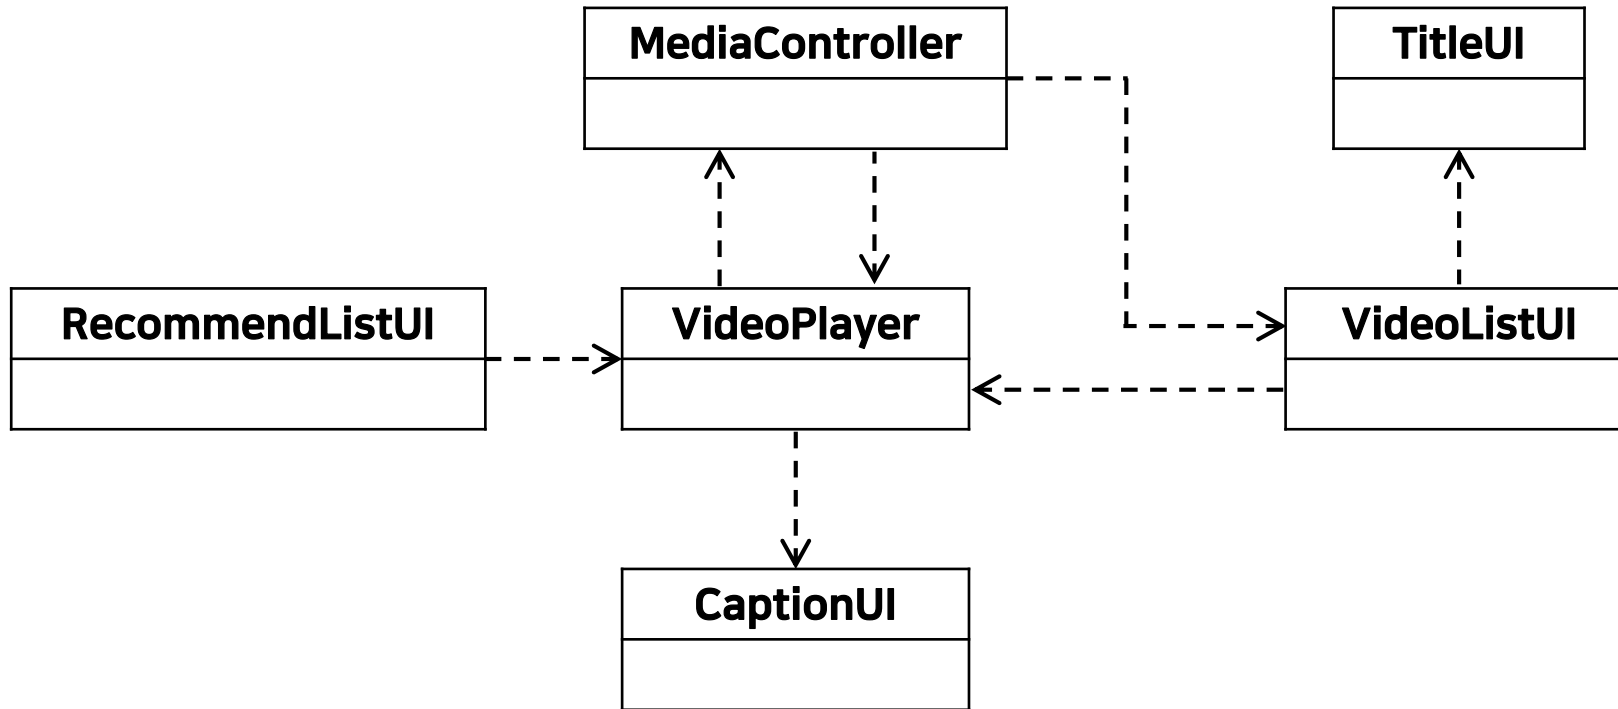 MediaController
TitleUI
RecommendListUI
VideoPlayer
VideoListUI
CaptionUI